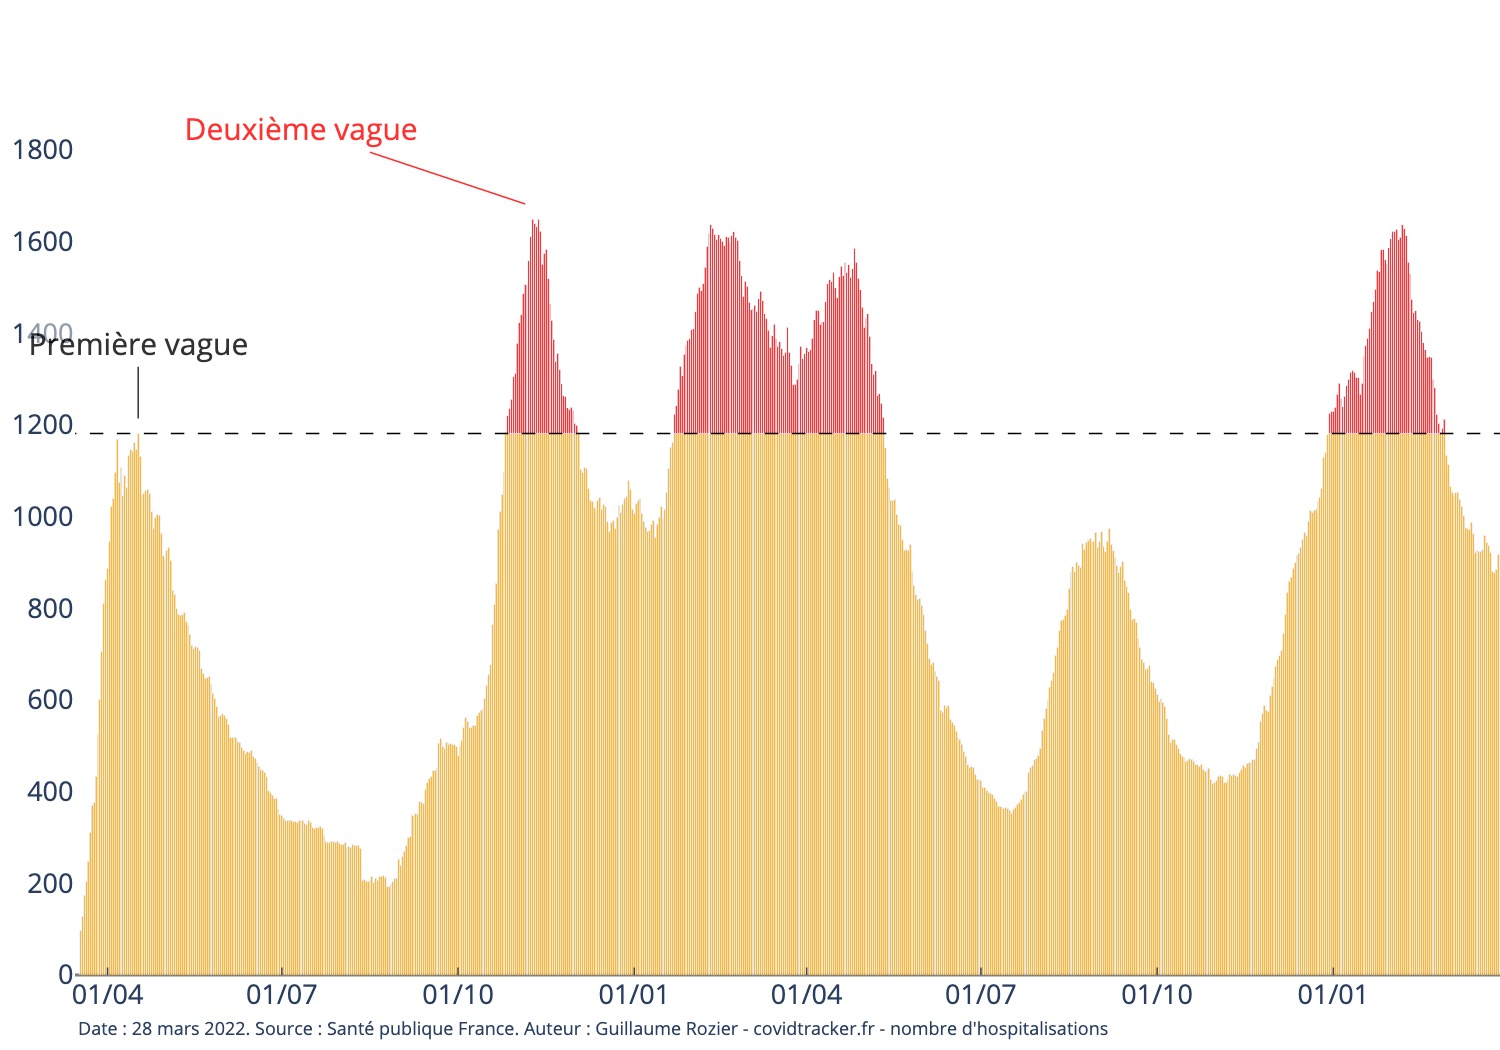 Deuxième vague
1800
1600
1400
Première vague
1200
1000
800
600
400
200
0
01/04 01/07 01/10 01/01 01/04 01/07 01/10 01/01
Date : 28 mars 2022. Source : Santé publique France. Auteur : Guillaume Rozier - covidtracker.fr - nombre d'hospitalisations